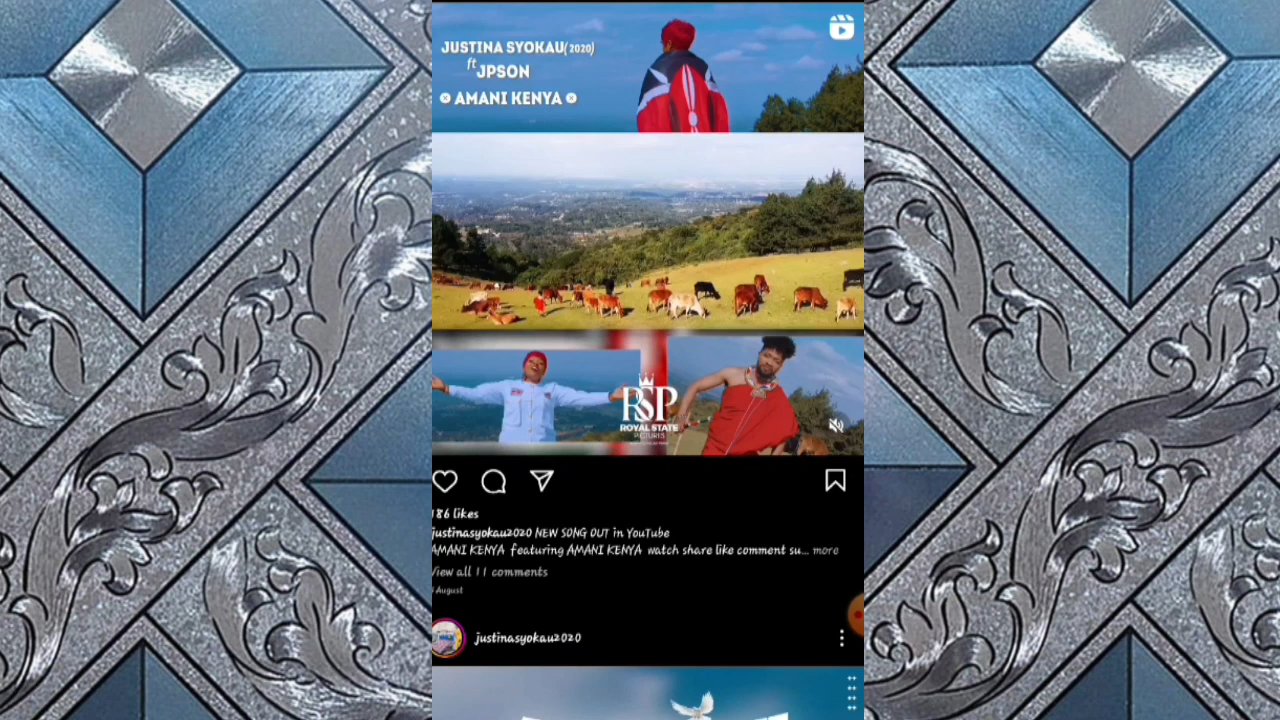 JUSTINA SYOKAU(2020)
ft JPSON
AMANI KENYA
RSP
ROYAL STATE
PICTURES
186 likes
justinasyokau2020 NEW SONG OUT in YouTube
AMANI KENYA featuring AMANI KENYA watch share like comment su... more
View all 11 comments
August
justinasyokau2020